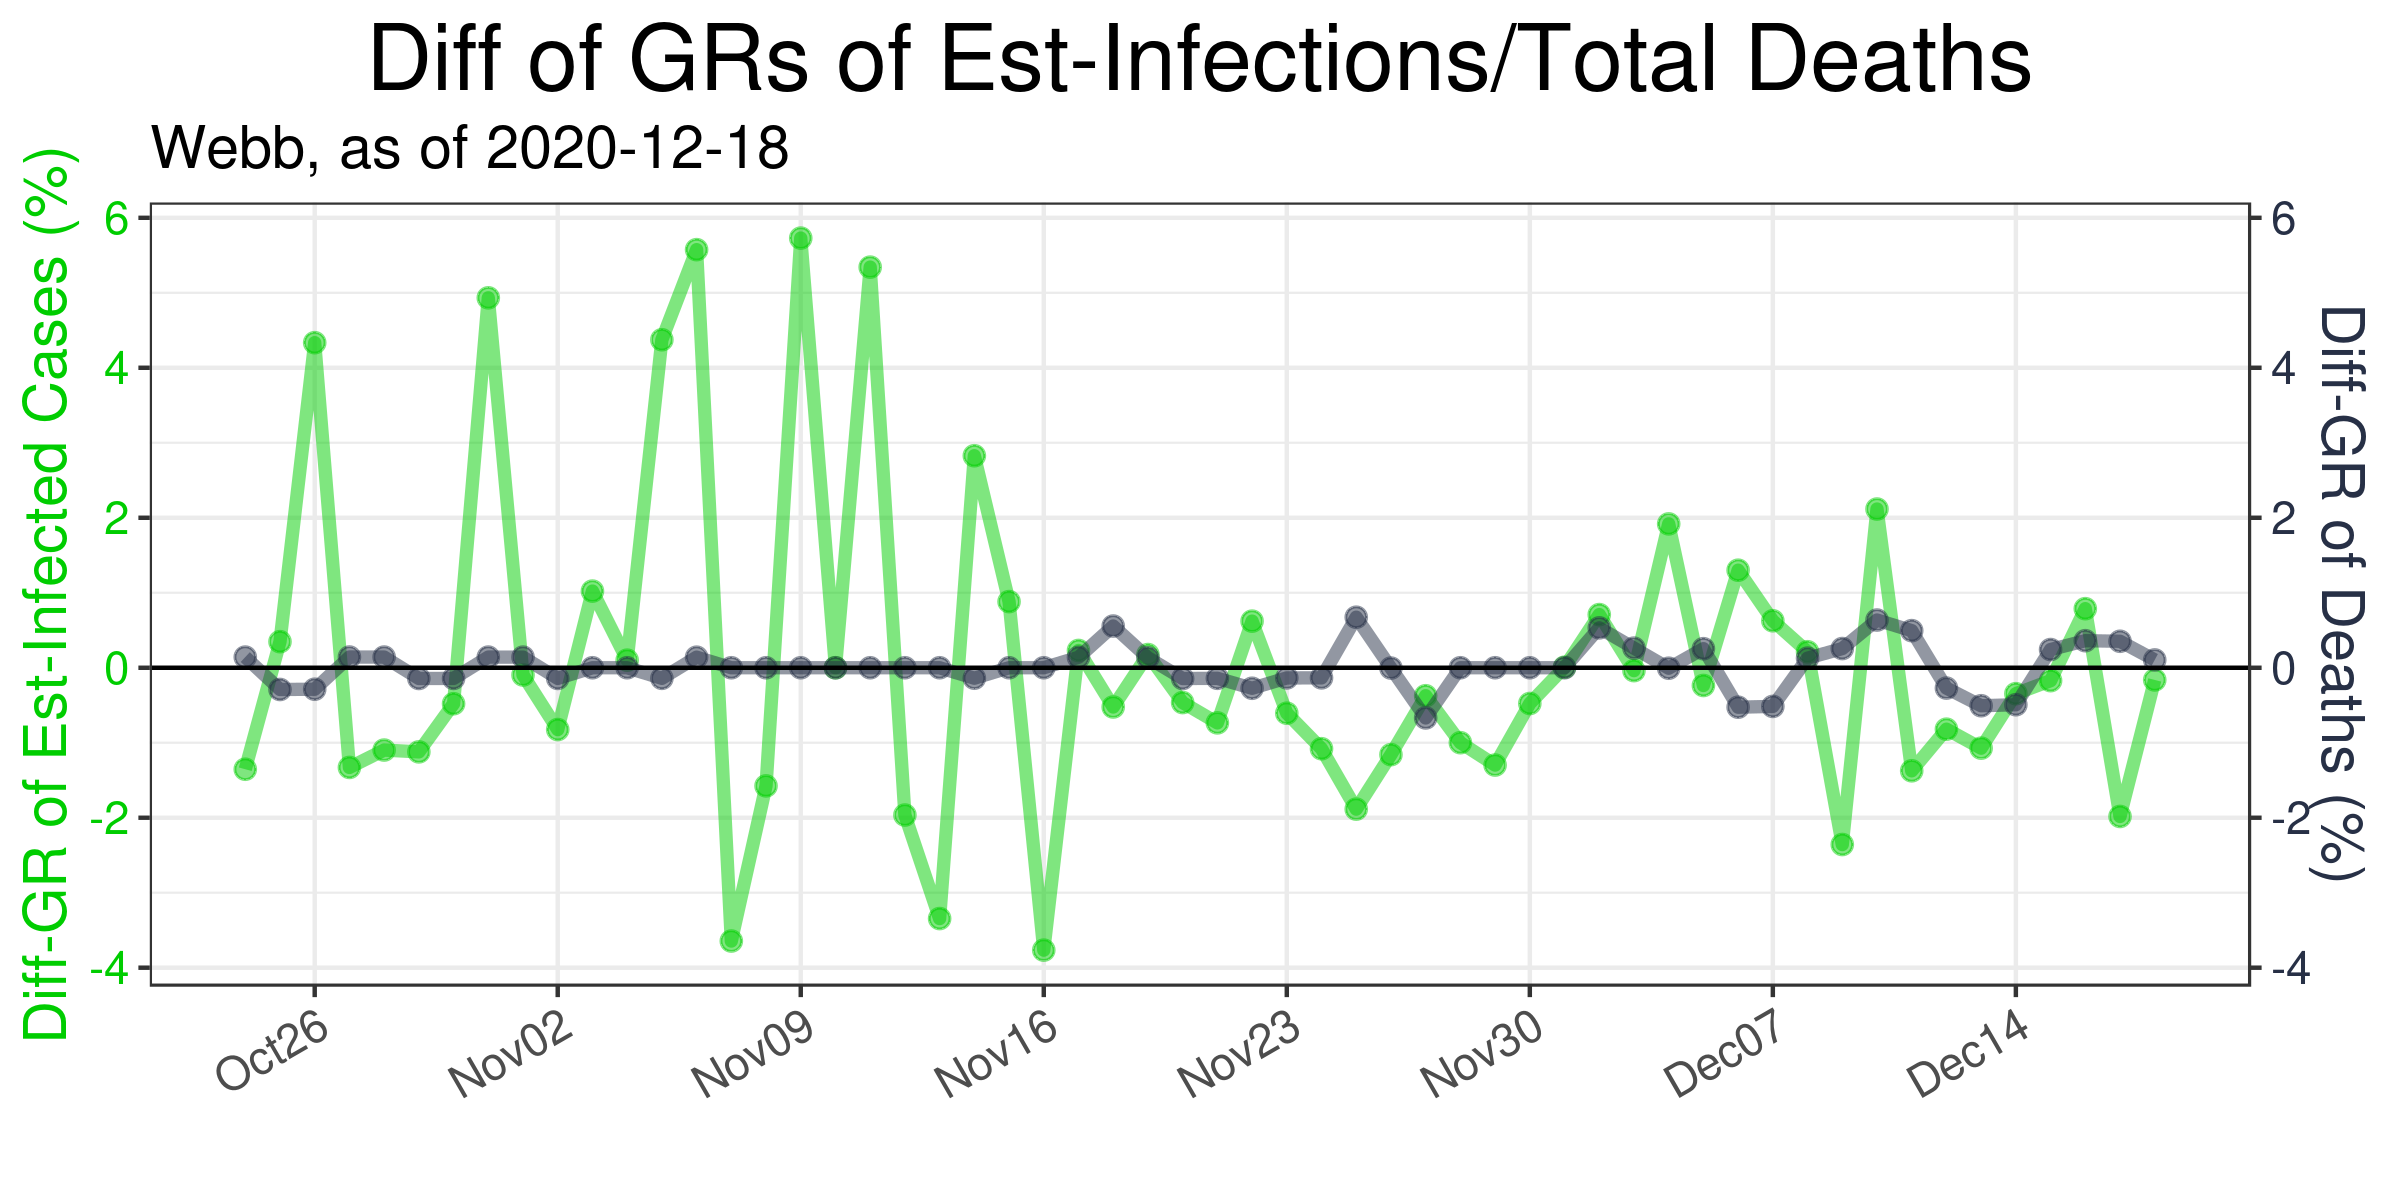 Diff of GRs of Est-Infections/Total Deaths
Webb, as of 2020-12-18
Diff-GR of Est-Infected Cases (%)
6
4
2
0
-2
-4
6
4
2
0
-2
-4
Diff-GR of Deaths (%)
Oct26
Nov02
Nov09
Nov16
Nov23
Nov30
Dec07
Dec14